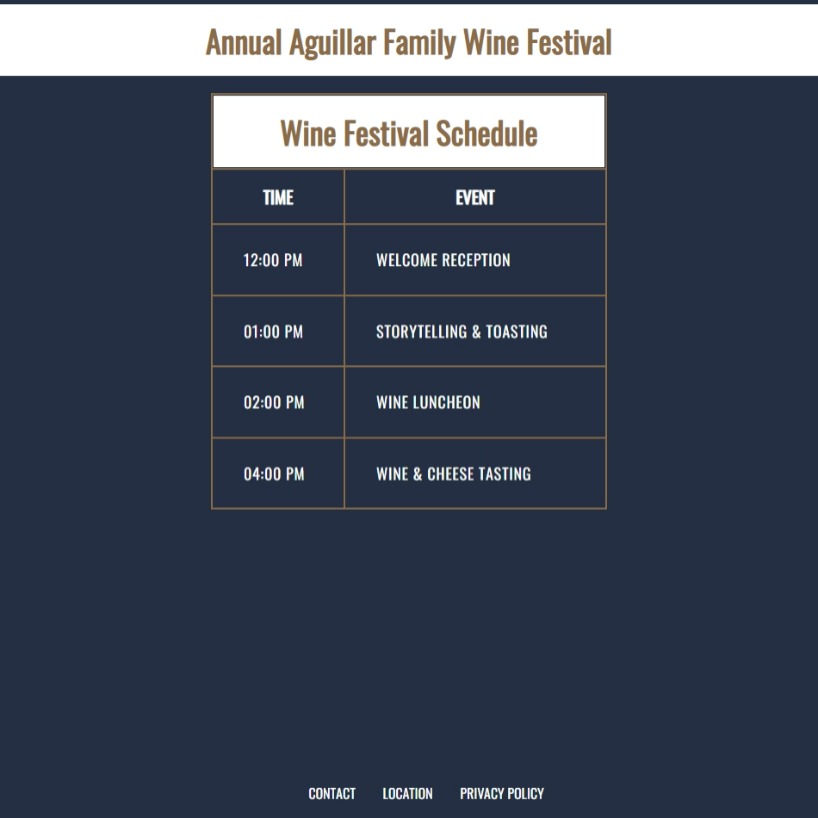 Annual Aguillar Family Wine Festival
Wine Festival Schedule
TIME EVENT
12:00 PM WELCOME RECEPTION
01:00 PM STORYTELLING & TOASTING
02:00 PM WINE LUNCHEON
04:00 PM WINE & CHEESE TASTING
CONTACT LOCATION PRIVACY POLICY